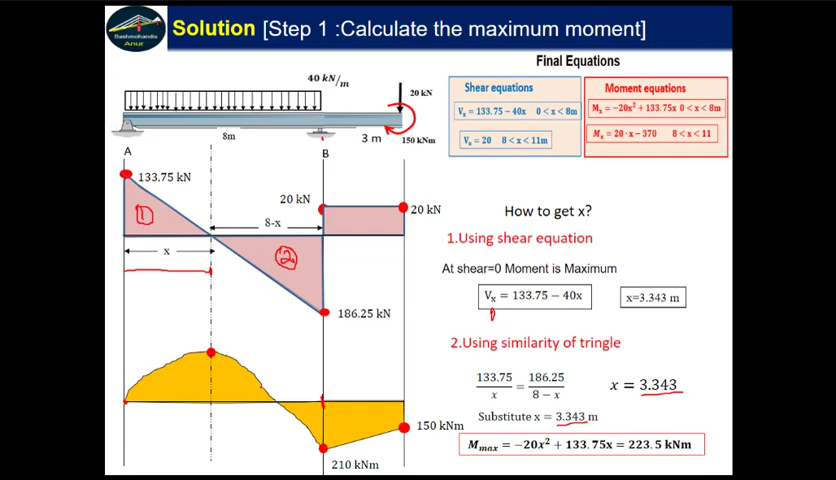 Bashmohandis
Anur
Solution [Step 1 :Calculate the maximum moment]
Final Equations
Shear equations
Vx = 133.75 − 40x 0 < x < 8m
Vx = 20 8 < x < 11m
Moment equations
Mx = −20x² + 133.75x 0 < x < 8m
Mx = 20 · x − 370 8 < x < 11
40 kN/m
20 kN
8m
3 m
150 kNm
A
B
133.75 kN
20 kN
20 kN
1
8-x
x
2
186.25 kN
150 kNm
210 kNm
How to get x?
1.Using shear equation
At shear=0 Moment is Maximum
Vx = 133.75 − 40x
x=3.343 m
2.Using similarity of tringle
133.75/x = 186.25/8 − x
x = 3.343
Substitute x = 3.343 m
Mmax = −20x² + 133.75x = 223.5 kNm